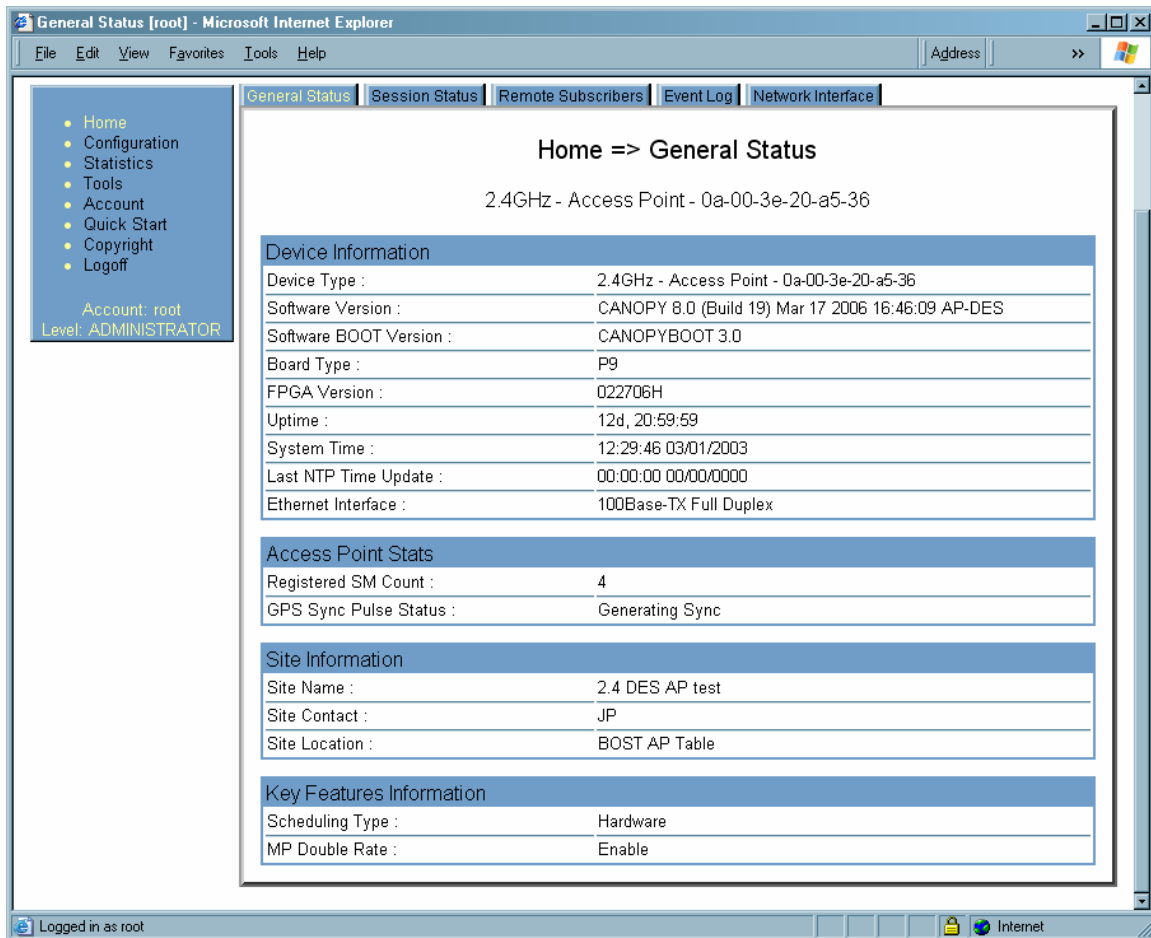 General Status [root] - Microsoft Internet Explorer
File Edit View Favorites Tools Help Address »
Home
Configuration
Statistics
Tools
Account
Quick Start
Copyright
Logoff
Account: root
Level: ADMINISTRATOR
General Status Session Status Remote Subscribers Event Log Network Interface
Home => General Status
2.4GHz - Access Point - 0a-00-3e-20-a5-36
Device Information
Device Type : 2.4GHz - Access Point - 0a-00-3e-20-a5-36
Software Version : CANOPY 8.0 (Build 19) Mar 17 2006 16:46:09 AP-DES
Software BOOT Version : CANOPYBOOT 3.0
Board Type : P9
FPGA Version : 022706H
Uptime : 12d, 20:59:59
System Time : 12:29:46 03/01/2003
Last NTP Time Update : 00:00:00 00/00/0000
Ethernet Interface : 100Base-TX Full Duplex
Access Point Stats
Registered SM Count : 4
GPS Sync Pulse Status : Generating Sync
Site Information
Site Name : 2.4 DES AP test
Site Contact : JP
Site Location : BOST AP Table
Key Features Information
Scheduling Type : Hardware
MP Double Rate : Enable
Logged in as root Internet